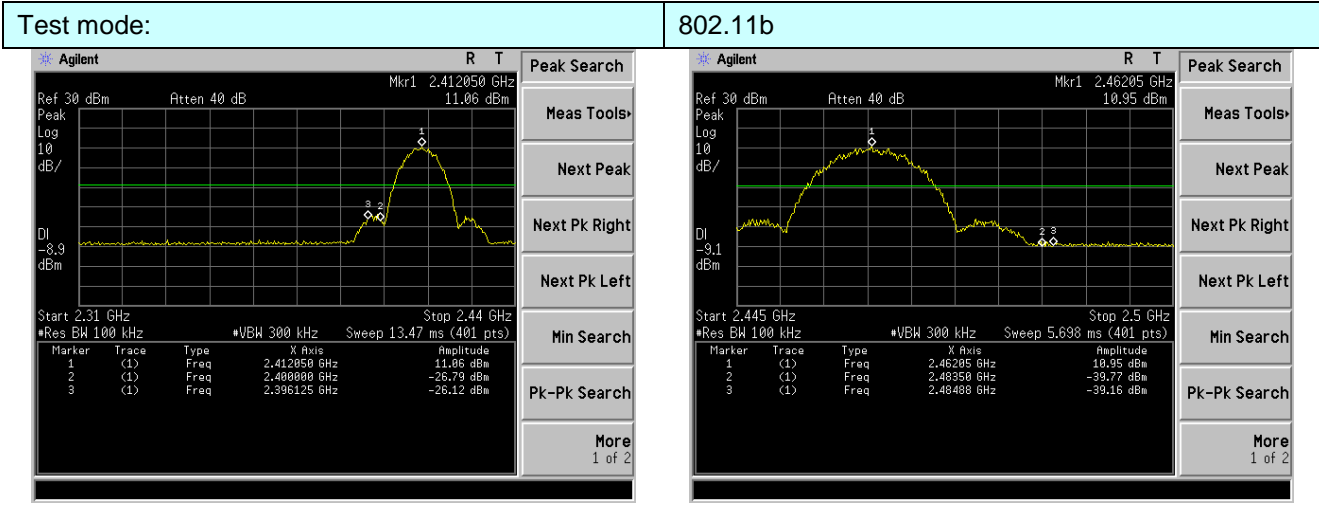 Test mode: 802.11b
Agilent R T
Mkr1 2.412050 GHz
Ref 30 dBm Atten 40 dB 11.06 dBm
Peak
Log
10
dB/
1
3 2
DI
-8.9
dBm
Start 2.31 GHz Stop 2.44 GHz
#Res BW 100 kHz #VBW 300 kHz Sweep 13.47 ms (401 pts)
Marker Trace Type X Axis Amplitude
1 (1) Freq 2.412050 GHz 11.06 dBm
2 (1) Freq 2.400000 GHz -26.79 dBm
3 (1) Freq 2.396125 GHz -26.12 dBm
Peak Search
Meas Tools
Next Peak
Next Pk Right
Next Pk Left
Min Search
Pk-Pk Search
More
1 of 2
Agilent R T
Mkr1 2.46205 GHz
Ref 30 dBm Atten 40 dB 10.95 dBm
Peak
Log
10
dB/
1
2 3
DI
-9.1
dBm
Start 2.445 GHz Stop 2.5 GHz
#Res BW 100 kHz #VBW 300 kHz Sweep 5.698 ms (401 pts)
Marker Trace Type X Axis Amplitude
1 (1) Freq 2.46205 GHz 10.95 dBm
2 (1) Freq 2.48350 GHz -39.77 dBm
3 (1) Freq 2.48488 GHz -39.16 dBm
Peak Search
Meas Tools
Next Peak
Next Pk Right
Next Pk Left
Min Search
Pk-Pk Search
More
1 of 2